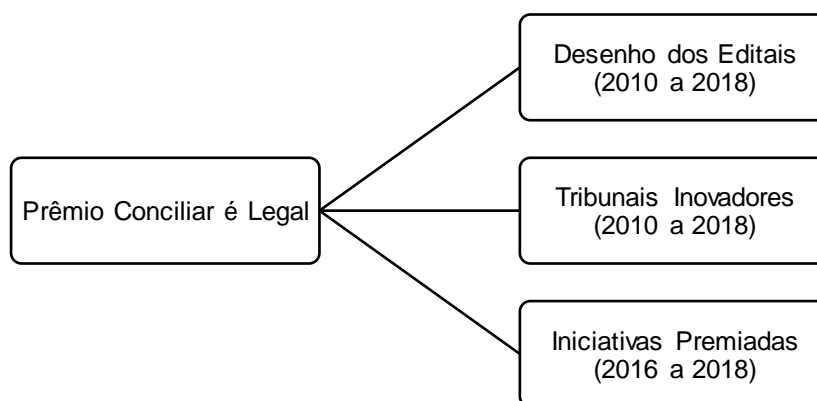 Desenho dos Editais
(2010 a 2018)
Prêmio Conciliar é Legal
Tribunais Inovadores
(2010 a 2018)
Iniciativas Premiadas
(2016 a 2018)